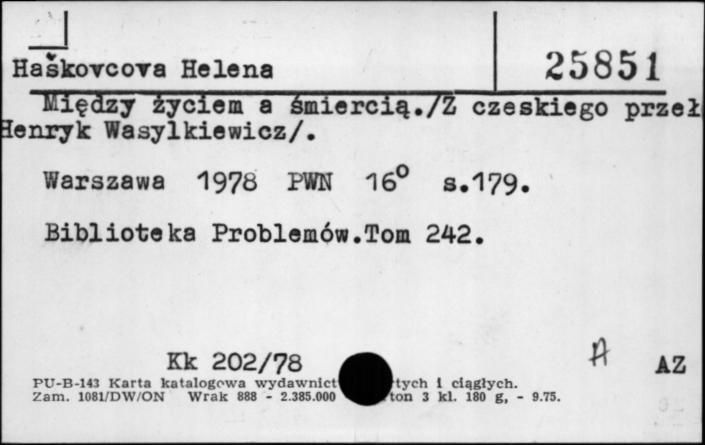 Haškovcova Helena 25851
Między życiem a śmiercią./Z czeskiego przeł
Henryk Wasylkiewicz/.
Warszawa 1978 PWN 16° s.179.
Biblioteka Problemów.Tom 242.
Kk 202/78 A AZ
PU-B-143 Karta katalogowa wydawnict tych i ciągłych.
Zam. 1081/DW/ON Wrak 888 - 2.385.000 ton 3 kl. 180 g, - 9.75.